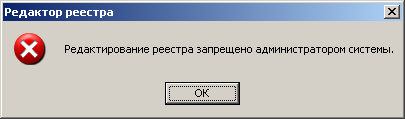 Редактор реестра
Редактирование реестра запрещено администратором системы.
OK